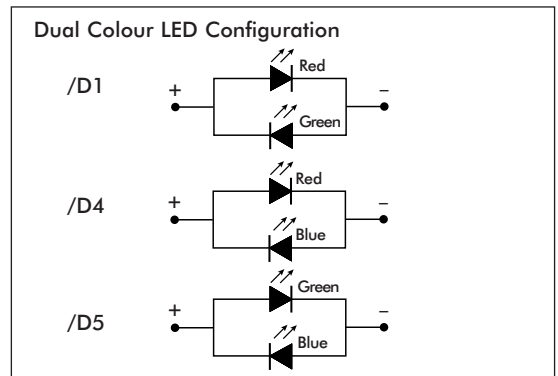 Dual Colour LED Configuration
Red
/D1
+ −
Green
Red
/D4
+ −
Blue
Green
/D5
+ −
Blue